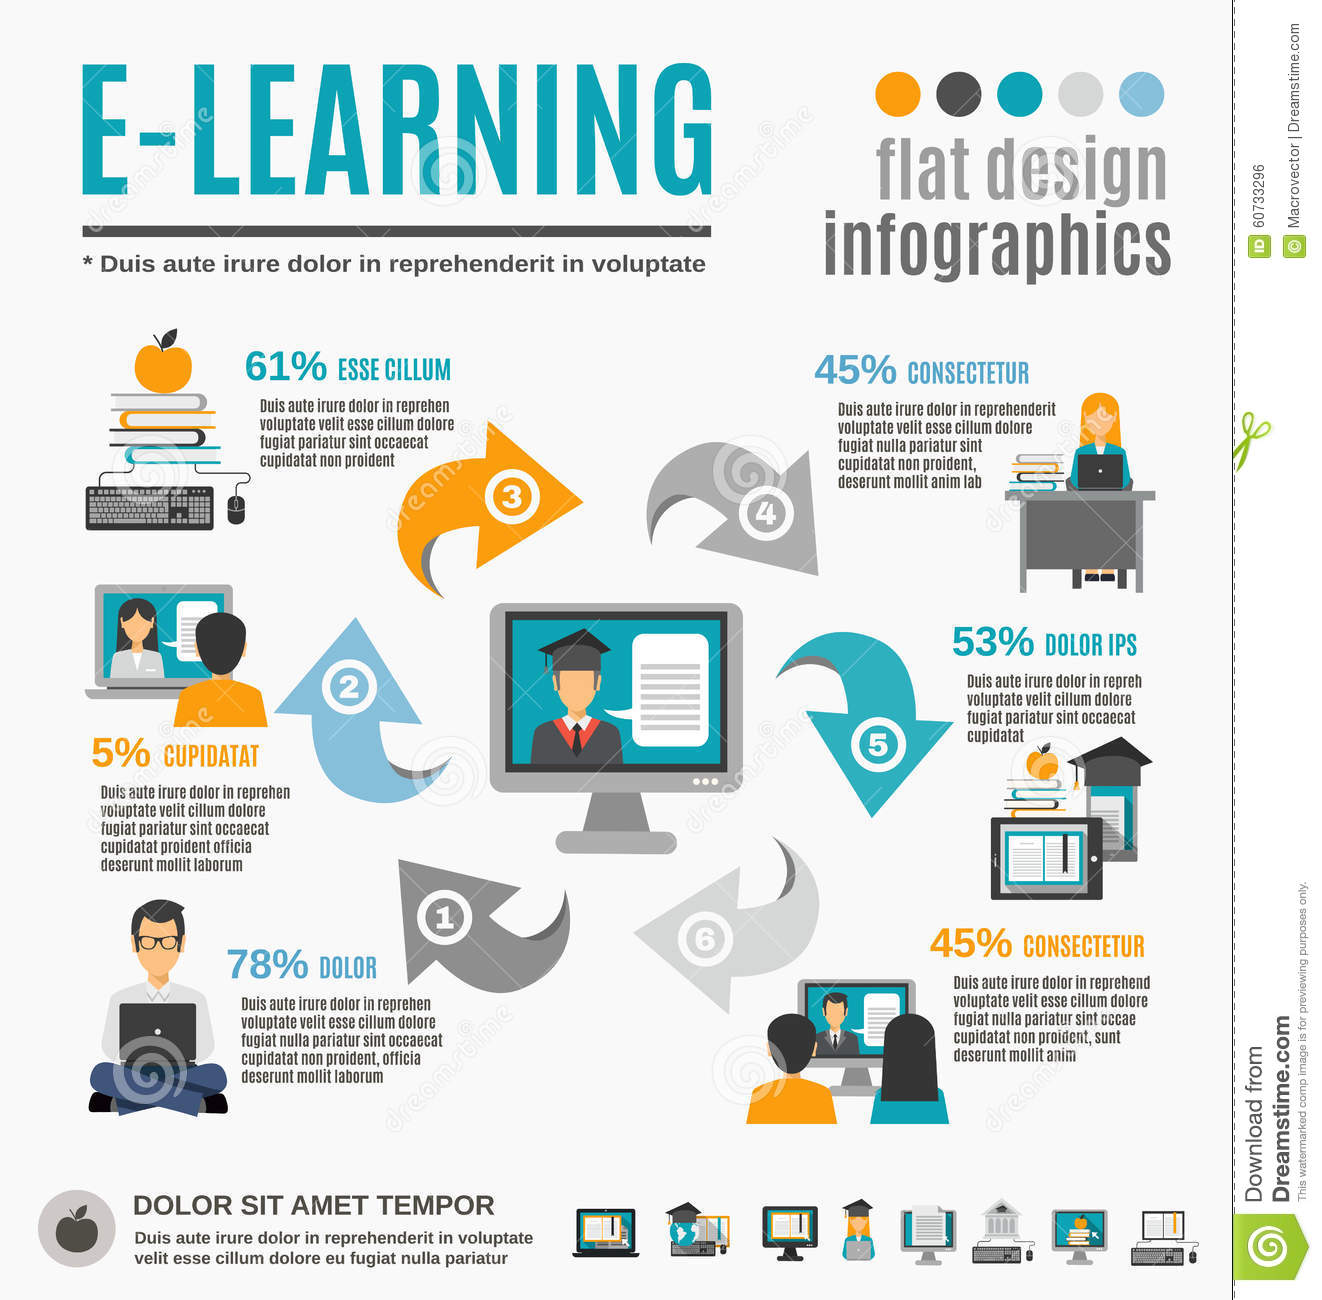 E-LEARNING
* Duis aute irure dolor in reprehenderit in voluptate
flat design
infographics
61% ESSE CILLUM
Duis aute irure dolor in reprehen
voluptate velit esse cillum dolore
fugiat pariatur sint occaecat
cupidatat non proident
3
45% CONSECTETUR
Duis aute irure dolor in reprehenderit
voluptate velit esse cillum dolore
fugiat nulla pariatur sint
cupidatat non proident,
deserunt mollit anim lab
4
5% CUPIDATAT
Duis aute irure dolor in reprehen
voluptate velit cillum dolore
fugiat pariatur sint occaecat
cupidatat proident officia
deserunt mollit laborum
2
53% DOLOR IPS
Duis aute irure dolor in repreh
voluptate velit cillum dolore
fugiat pariatur sint occaecat
cupidatat
5
78% DOLOR
Duis aute irure dolor in reprehen
voluptate velit esse cillum dolore
fugiat nulla pariatur sint occaecat
cupidatat non proident, officia
deserunt mollit laborum
1
45% CONSECTETUR
Duis aute irure dolor in reprehend
voluptate velit esse cillum dolore
fugiat nulla pariatur sint occae
cupidatat non proident, sunt
deserunt mollit anim
6
DOLOR SIT AMET TEMPOR
Duis aute irure dolor in reprehenderit in voluptate
velit esse cillum dolore eu fugiat nulla pariatur
ID 60733296
© Macrovector | Dreamstime.com
Download from
Dreamstime.com
This watermarked comp image is for previewing purposes only.
dreamstime